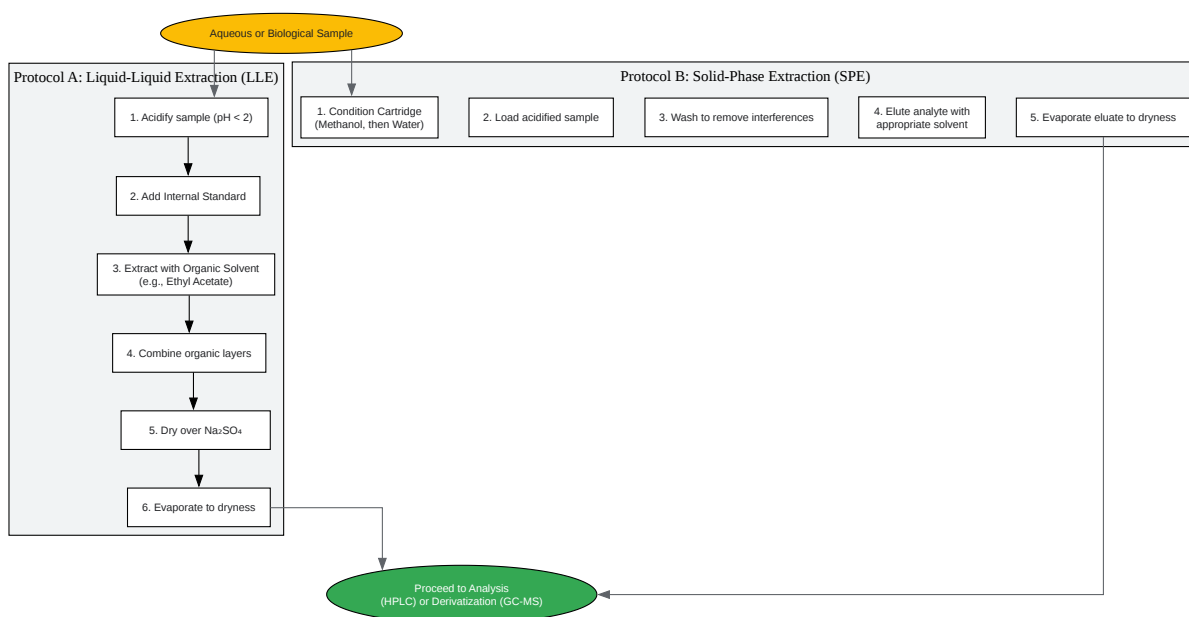 Aqueous or Biological Sample
Protocol A: Liquid-Liquid Extraction (LLE)
1. Acidify sample (pH < 2)
2. Add Internal Standard
3. Extract with Organic Solvent
(e.g., Ethyl Acetate)
4. Combine organic layers
5. Dry over Na₂SO₄
6. Evaporate to dryness
Protocol B: Solid-Phase Extraction (SPE)
1. Condition Cartridge
(Methanol, then Water)
2. Load acidified sample
3. Wash to remove interferences
4. Elute analyte with
appropriate solvent
5. Evaporate eluate to dryness
Proceed to Analysis
(HPLC) or Derivatization (GC-MS)